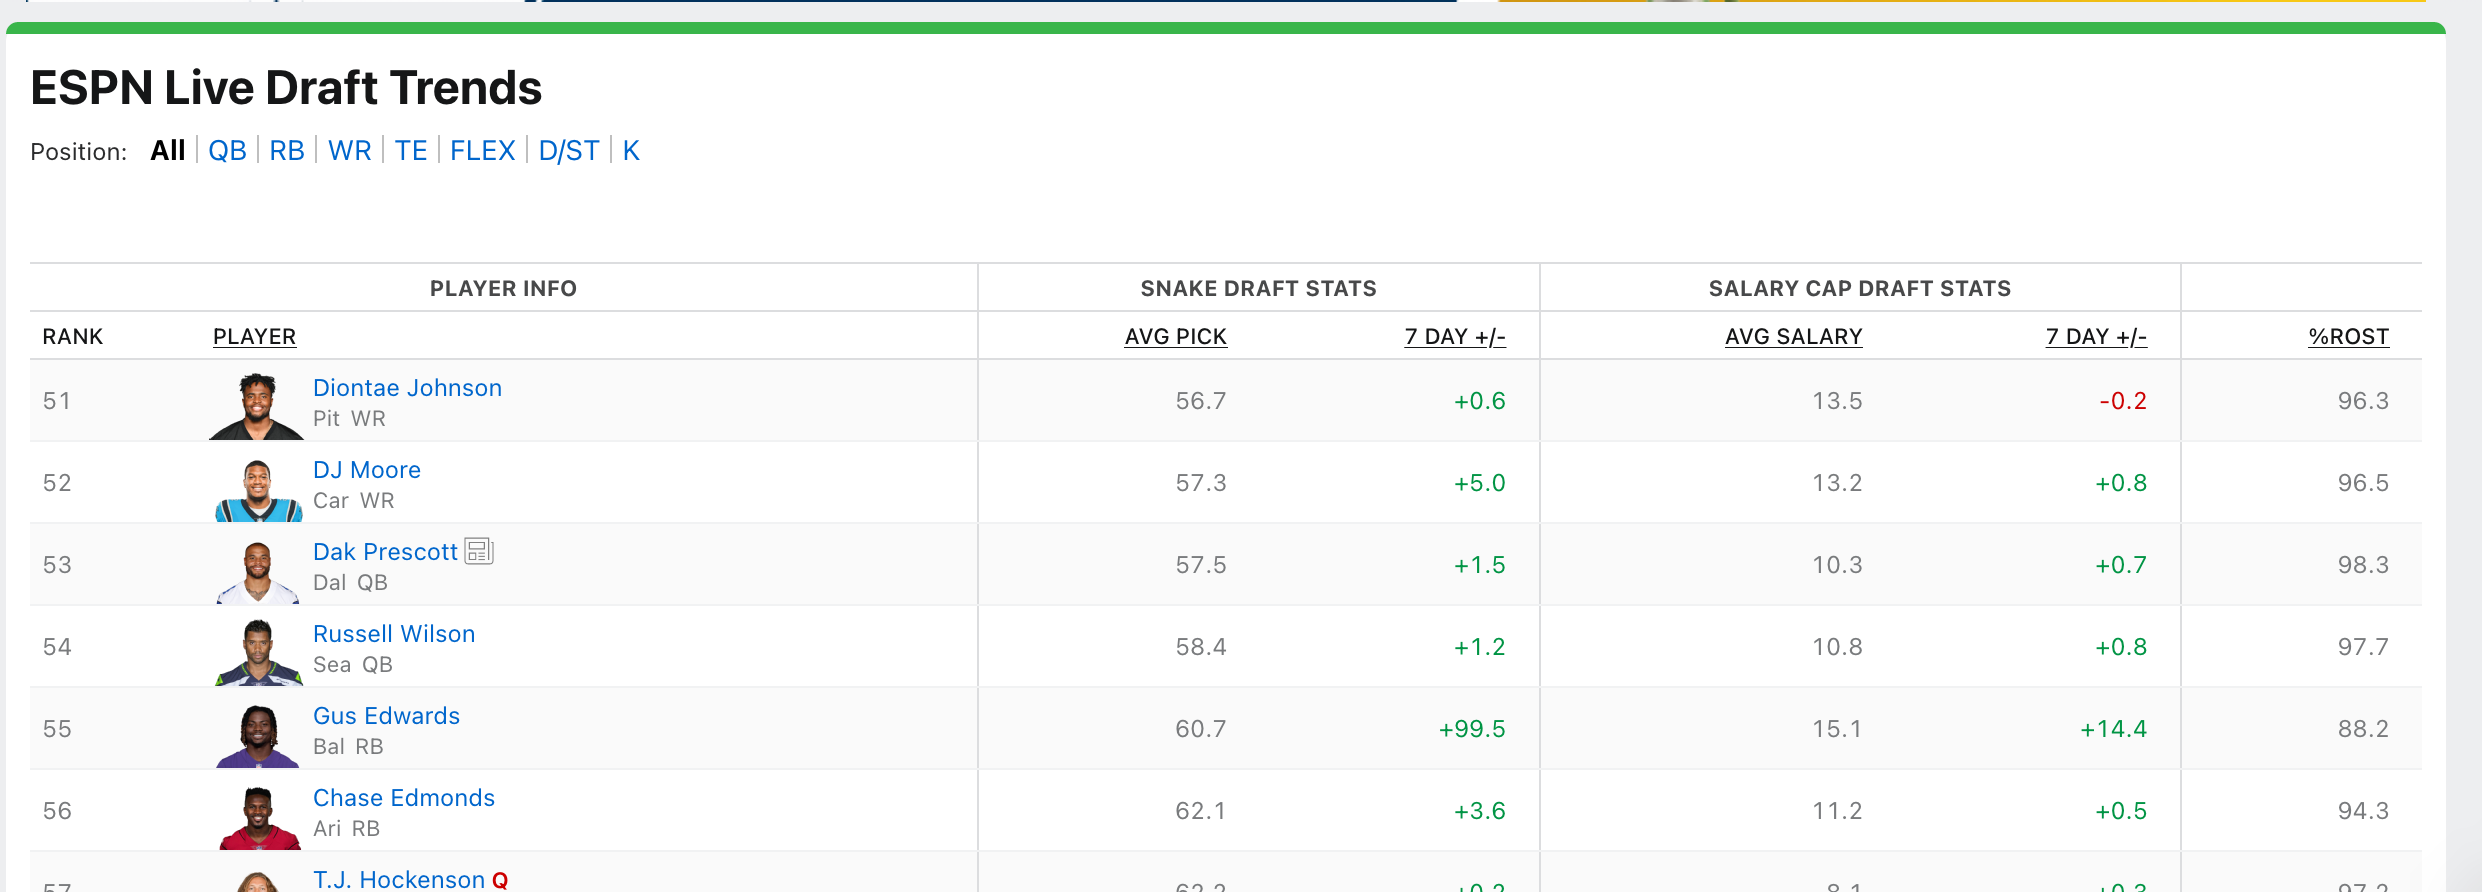 ESPN Live Draft Trends
Position: All QB RB WR TE FLEX D/ST K
PLAYER INFO SNAKE DRAFT STATS SALARY CAP DRAFT STATS
RANK PLAYER AVG PICK 7 DAY +/- AVG SALARY 7 DAY +/- %ROST
51 Diontae Johnson 56.7 +0.6 13.5 -0.2 96.3
Pit WR
52 DJ Moore 57.3 +5.0 13.2 +0.8 96.5
Car WR
53 Dak Prescott 57.5 +1.5 10.3 +0.7 98.3
Dal QB
54 Russell Wilson 58.4 +1.2 10.8 +0.8 97.7
Sea QB
55 Gus Edwards 60.7 +99.5 15.1 +14.4 88.2
Bal RB
56 Chase Edmonds 62.1 +3.6 11.2 +0.5 94.3
Ari RB
T.J. Hockenson Q